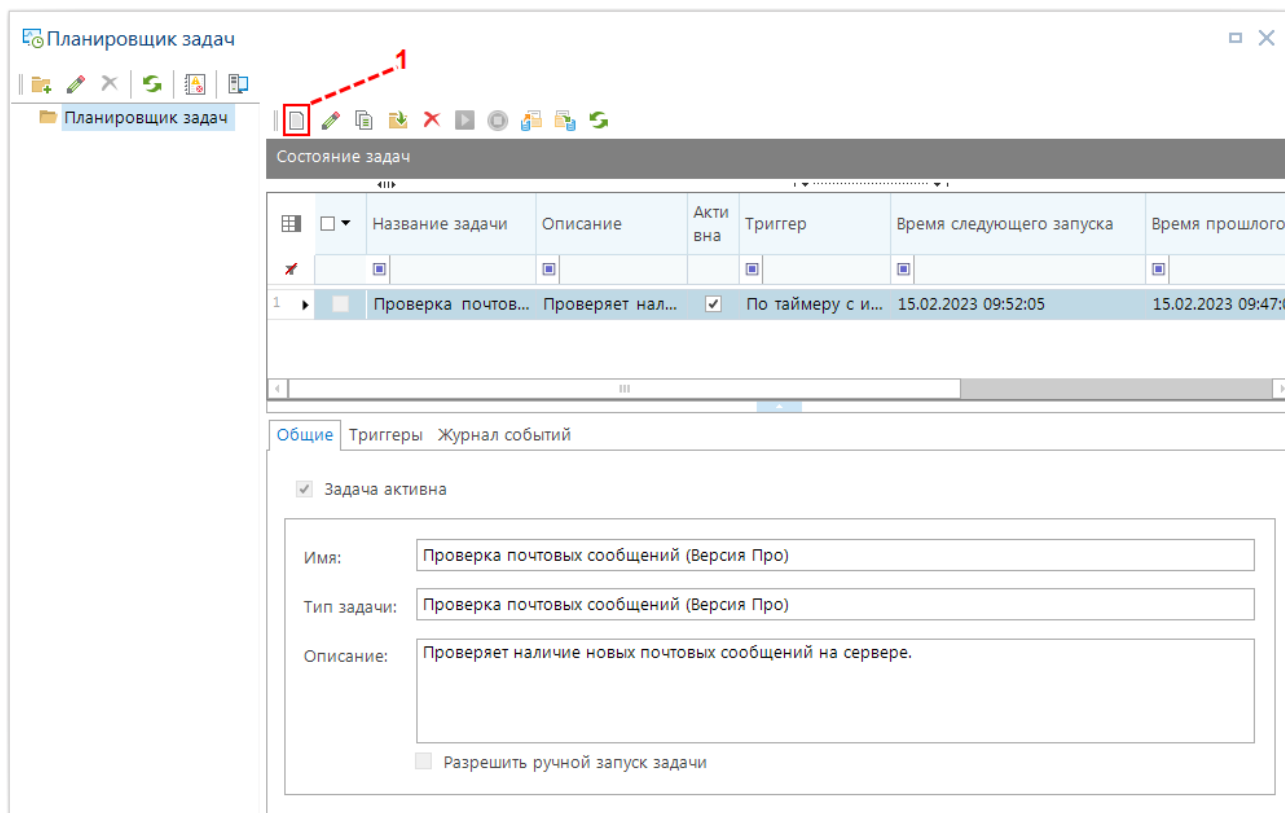 Планировщик задач
1
Планировщик задач
Состояние задач
Название задачи Описание Акти вна Триггер Время следующего запуска Время прошлого
1 Проверка почтов... Проверяет нал... По таймеру с и... 15.02.2023 09:52:05 15.02.2023 09:47:0
Общие Триггеры Журнал событий
Задача активна
Имя: Проверка почтовых сообщений (Версия Про)
Тип задачи: Проверка почтовых сообщений (Версия Про)
Описание: Проверяет наличие новых почтовых сообщений на сервере.
Разрешить ручной запуск задачи